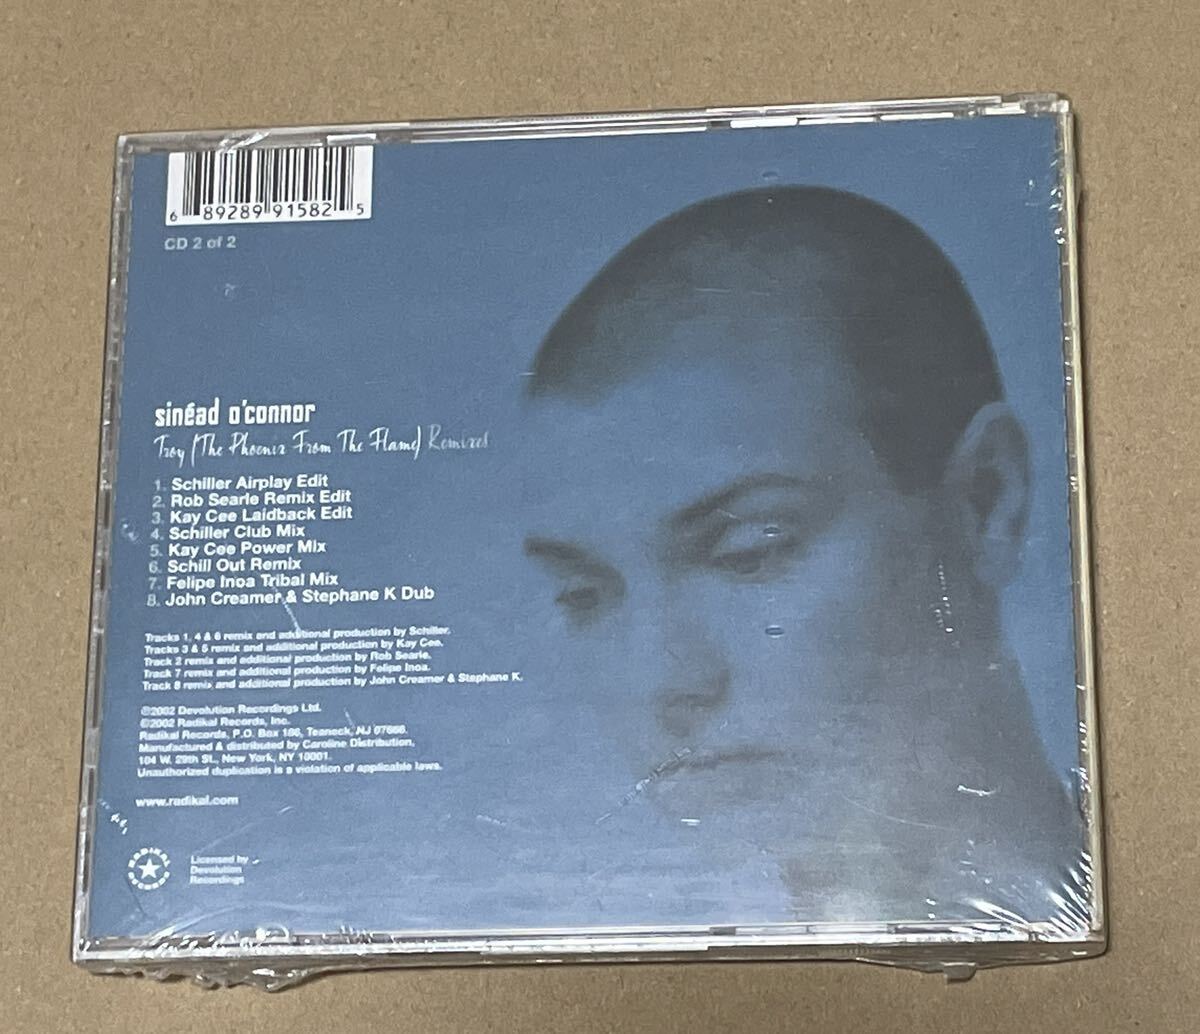 6 89289 91582 5
CD 2 of 2
sinéad o'connor
Troy (The Phoenix From The Flame) Remixes
1. Schiller Airplay Edit
2. Rob Searle Remix Edit
3. Kay Cee Laidback Edit
4. Schiller Club Mix
5. Kay Cee Power Mix
6. Schill Out Remix
7. Felipe Inoa Tribal Mix
8. John Creamer & Stephane K Dub
Tracks 1, 4 & 6 remix and additional production by Schiller.
Tracks 3 & 5 remix and additional production by Kay Cee.
Track 2 remix and additional production by Rob Searle.
Track 7 remix and additional production by Felipe Inoa.
Track 8 remix and additional production by John Creamer & Stephane K.
℗2002 Devolution Recordings Ltd.
©2002 Radikal Records, Inc.
Radikal Records, P.O. Box 186, Teaneck, NJ 07666.
Manufactured & distributed by Caroline Distribution,
104 W. 29th St., New York, NY 10001.
Unauthorized duplication is a violation of applicable laws.
www.radikal.com
RADIKAL RECORDS
Licensed by
Devolution
Recordings